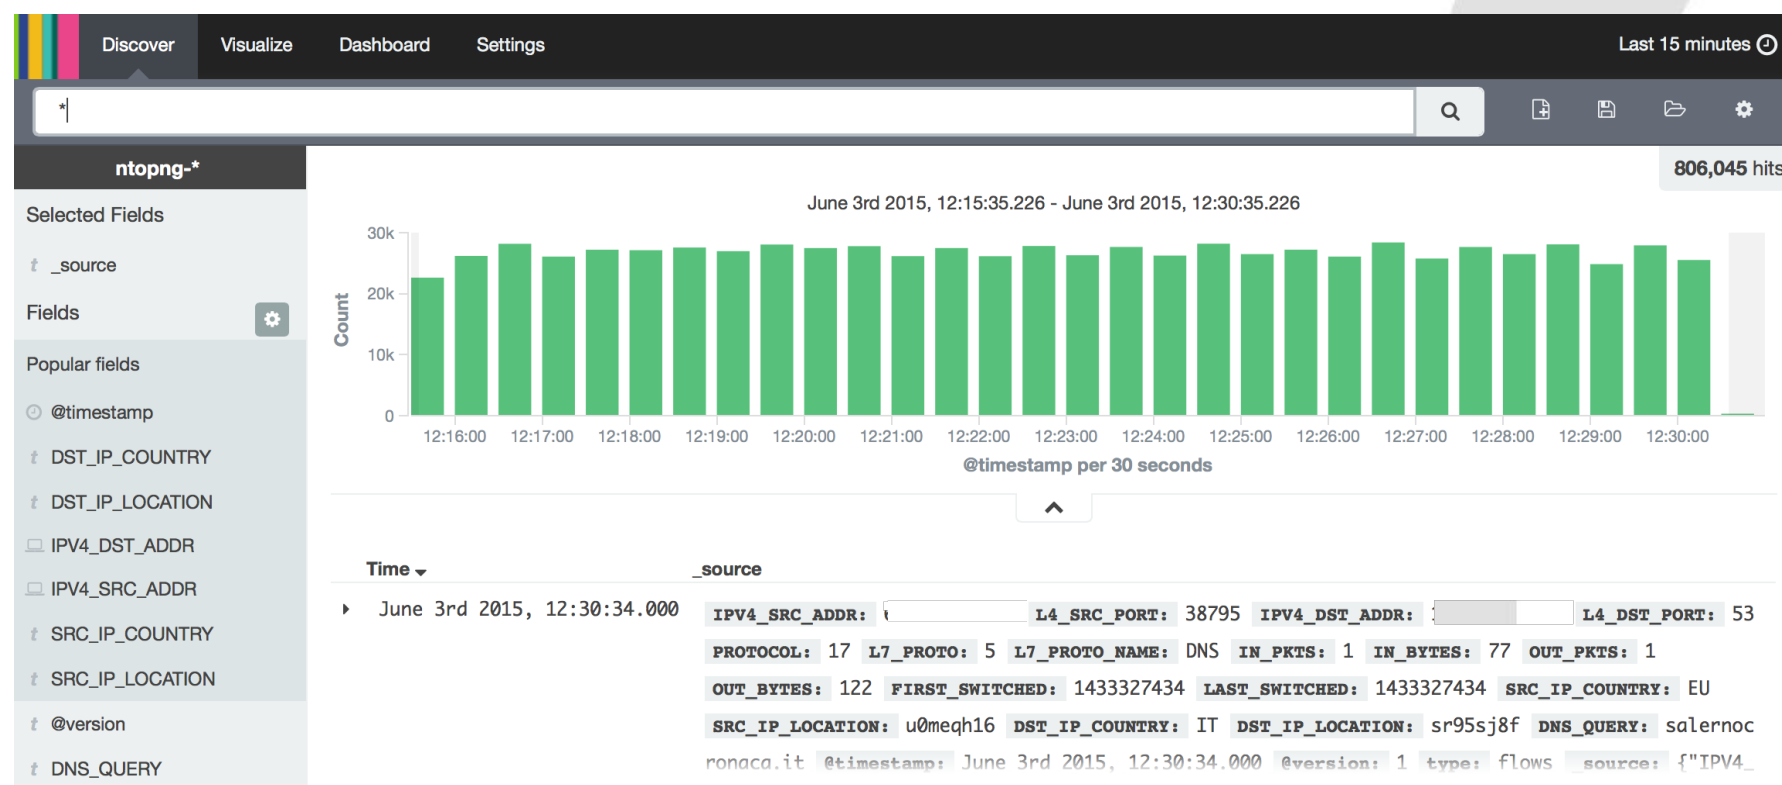 Discover Visualize Dashboard Settings Last 15 minutes
*
ntopng-*
806,045 hits
Selected Fields
t _source
Fields
Popular fields
@timestamp
t DST_IP_COUNTRY
t DST_IP_LOCATION
IPV4_DST_ADDR
IPV4_SRC_ADDR
t SRC_IP_COUNTRY
t SRC_IP_LOCATION
t @version
t DNS_QUERY
June 3rd 2015, 12:15:35.226 - June 3rd 2015, 12:30:35.226
30k
20k
10k
0
Count
12:16:00 12:17:00 12:18:00 12:19:00 12:20:00 12:21:00 12:22:00 12:23:00 12:24:00 12:25:00 12:26:00 12:27:00 12:28:00 12:29:00 12:30:00
@timestamp per 30 seconds
Time _source
June 3rd 2015, 12:30:34.000 IPV4_SRC_ADDR: L4_SRC_PORT: 38795 IPV4_DST_ADDR: L4_DST_PORT: 53
PROTOCOL: 17 L7_PROTO: 5 L7_PROTO_NAME: DNS IN_PKTS: 1 IN_BYTES: 77 OUT_PKTS: 1
OUT_BYTES: 122 FIRST_SWITCHED: 1433327434 LAST_SWITCHED: 1433327434 SRC_IP_COUNTRY: EU
SRC_IP_LOCATION: u0meqh16 DST_IP_COUNTRY: IT DST_IP_LOCATION: sr95sj8f DNS_QUERY: salernoc
ronaca.it @timestamp: June 3rd 2015, 12:30:34.000 @version: 1 type: flows _source: {"IPV4_